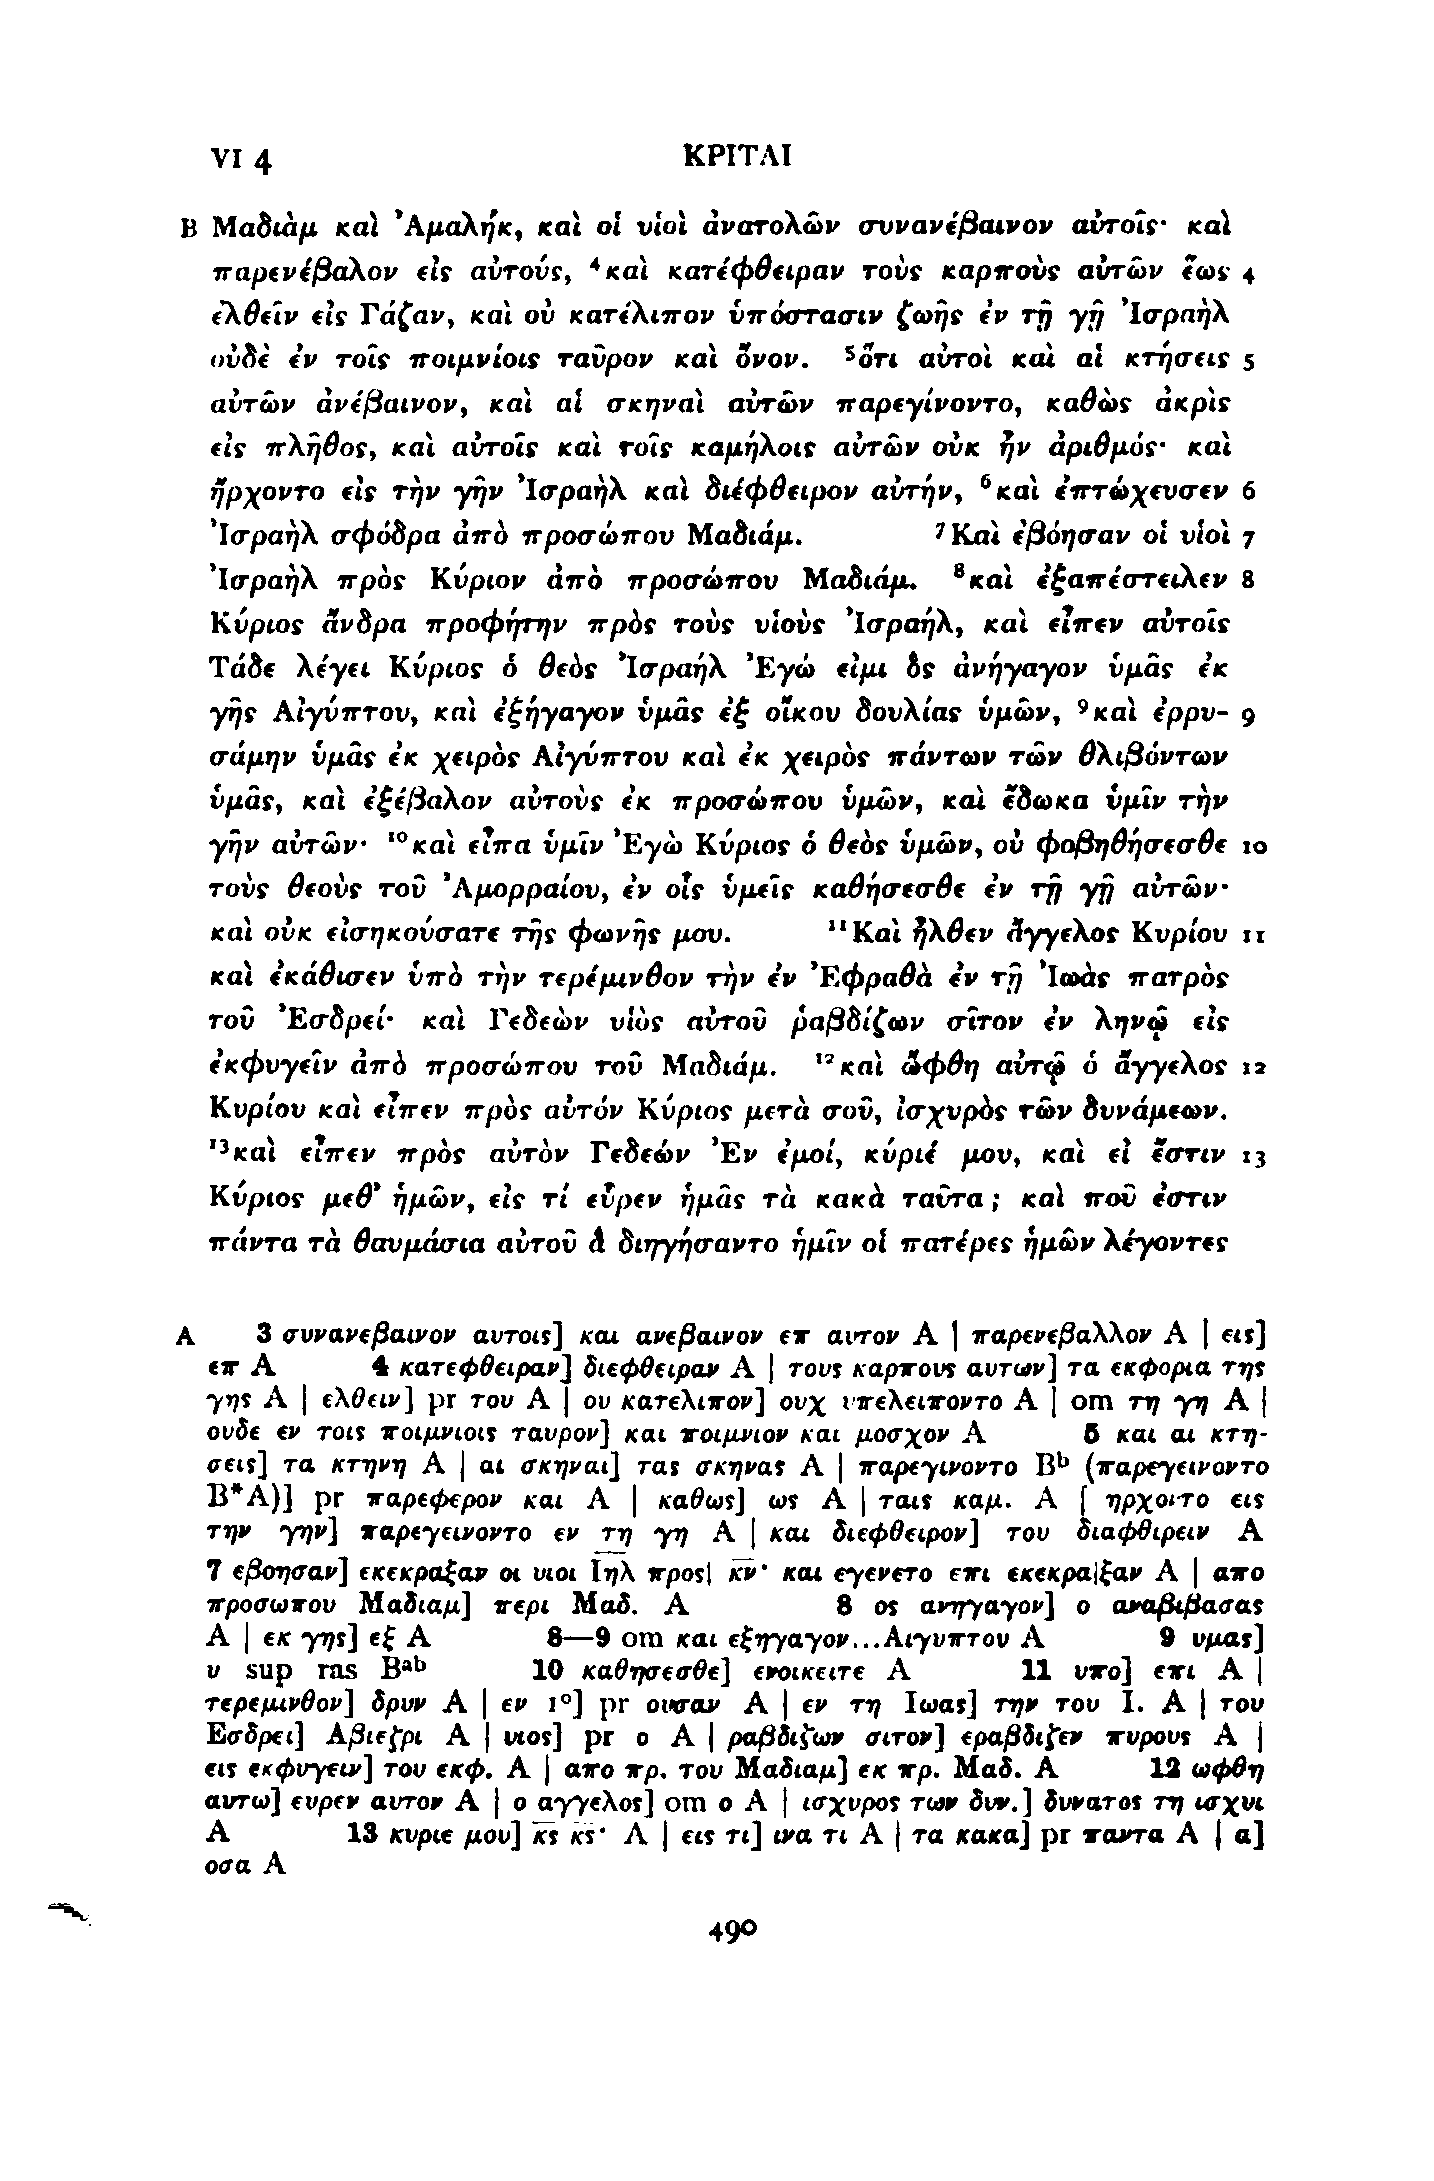 VI 4 ΚΡΙΤΑΙ
B Μαδιὰμ καὶ Ἀμαλήκ, καὶ οἱ υἱοὶ ἀνατολῶν συνανέβαινον αὐτοῖς· καὶ
παρενέβαλον εἰς αὐτούς, ⁴καὶ κατέφθειραν τοὺς καρποὺς αὐτῶν ἕως 4
ἐλθεῖν εἰς Γάζαν, καὶ οὐ κατέλιπον ὑπόστασιν ζωῆς ἐν τῇ γῇ Ἰσραὴλ
οὐδὲ ἐν τοῖς ποιμνίοις ταῦρον καὶ ὄνον. ⁵ὅτι αὐτοὶ καὶ αἱ κτήσεις 5
αὐτῶν ἀνέβαινον, καὶ αἱ σκηναὶ αὐτῶν παρεγίνοντο, καθὼς ἀκρὶς
εἰς πλῆθος, καὶ αὐτοῖς καὶ τοῖς καμήλοις αὐτῶν οὐκ ἦν ἀριθμός· καὶ
ἤρχοντο εἰς τὴν γῆν Ἰσραὴλ καὶ διέφθειρον αὐτήν, ⁶καὶ ἐπτώχευσεν 6
Ἰσραὴλ σφόδρα ἀπὸ προσώπου Μαδιάμ. ⁷Καὶ ἐβόησαν οἱ υἱοὶ 7
Ἰσραὴλ πρὸς Κύριον ἀπὸ προσώπου Μαδιάμ. ⁸καὶ ἐξαπέστειλεν 8
Κύριος ἄνδρα προφήτην πρὸς τοὺς υἱοὺς Ἰσραήλ, καὶ εἶπεν αὐτοῖς
Τάδε λέγει Κύριος ὁ θεὸς Ἰσραήλ Ἐγώ εἰμι ὃς ἀνήγαγον ὑμᾶς ἐκ
γῆς Αἰγύπτου, καὶ ἐξήγαγον ὑμᾶς ἐξ οἴκου δουλίας ὑμῶν, ⁹καὶ ἐρρυ- 9
σάμην ὑμᾶς ἐκ χειρὸς Αἰγύπτου καὶ ἐκ χειρὸς πάντων τῶν θλιβόντων
ὑμᾶς, καὶ ἐξέβαλον αὐτοὺς ἐκ προσώπου ὑμῶν, καὶ ἔδωκα ὑμῖν τὴν
γῆν αὐτῶν· ¹⁰καὶ εἶπα ὑμῖν Ἐγὼ Κύριος ὁ θεὸς ὑμῶν, οὐ φοβηθήσεσθε 10
τοὺς θεοὺς τοῦ Ἀμορραίου, ἐν οἷς ὑμεῖς καθήσεσθε ἐν τῇ γῇ αὐτῶν·
καὶ οὐκ εἰσηκούσατε τῆς φωνῆς μου. ¹¹Καὶ ἦλθεν ἄγγελος Κυρίου 11
καὶ ἐκάθισεν ὑπὸ τὴν τερέμινθον τὴν ἐν Ἐφραθὰ ἐν τῇ Ἰωὰς πατρὸς
τοῦ Ἐσδρεί· καὶ Γεδεὼν υἱὸς αὐτοῦ ῥαβδίζων σῖτον ἐν ληνῷ εἰς
ἐκφυγεῖν ἀπὸ προσώπου τοῦ Μαδιάμ. ¹²καὶ ὤφθη αὐτῷ ὁ ἄγγελος 12
Κυρίου καὶ εἶπεν πρὸς αὐτόν Κύριος μετὰ σοῦ, ἰσχυρὸς τῶν δυνάμεων.
¹³καὶ εἶπεν πρὸς αὐτὸν Γεδεών Ἐν ἐμοί, κύριέ μου, καὶ εἰ ἔστιν 13
Κύριος μεθ’ ἡμῶν, εἰς τί εὗρεν ἡμᾶς τὰ κακὰ ταῦτα; καὶ ποῦ ἐστιν
πάντα τὰ θαυμάσια αὐτοῦ ἃ διηγήσαντο ἡμῖν οἱ πατέρες ἡμῶν λέγοντες
A 3 συνανεβαινον αυτοις] και ανεβαινον επ αυτον A | παρενεβαλλον A | εις]
επ A 4 κατεφθειραν] διεφθειραν A | τους καρπους αυτων] τα εκφορια της
γης A | ελθειν] pr του A | ου κατελιπον] ουχ υπελειποντο A | om τη γη A |
ουδε εν τοις ποιμνιοις ταυρον] και ποιμνιον και μοσχον A 5 και αι κτη-
σεις] τα κτηνη A | αι σκηναι] τας σκηνας A | παρεγινοντο Bᵇ (παρεγεινοντο
B*A)] pr παρεφερον και A | καθως] ως A | ταις καμ. A | ηρχοντο εις
την γην] παρεγεινοντο εν τη γη A | και διεφθειρον] του διαφθιρειν A
7 εβοησαν] εκεκραξαν οι υιοι Ιη̅λ̅ προς| κ̅ν̅· και εγενετο επι εκεκρα|ξαν A | απο
προσωπου Μαδιαμ] περι Μαδ. A 8 ος ανηγαγον] ο αναβιβασας
A | εκ γης] εξ A 8—9 om και εξηγαγον...Αιγυπτου A 9 υμας]
υ sup ras Bᵃᵇ 10 καθησεσθε] ενοικειτε A 11 υπο] επι A |
τερεμινθον] δρυν A | εν 1°] pr ουσαν A | εν τη Ιωας] την του Ι. A | του
Εσδρει] Αβιεζρι A | υιος] pr ο A | ραβδιζων σιτον] εραβδιζεν πυρους A |
εις εκφυγειν] του εκφ. A | απο πρ. του Μαδιαμ] εκ πρ. Μαδ. A 12 ωφθη
αυτω] ευρεν αυτον A | ο αγγελος] om ο A | ισχυρος των δυν.] δυνατος τη ισχυι
A 13 κυριε μου] κ̅ς̅ κ̅ς̅· A | εις τι] ινα τι A | τα κακα] pr παντα A | α]
οσα A
490